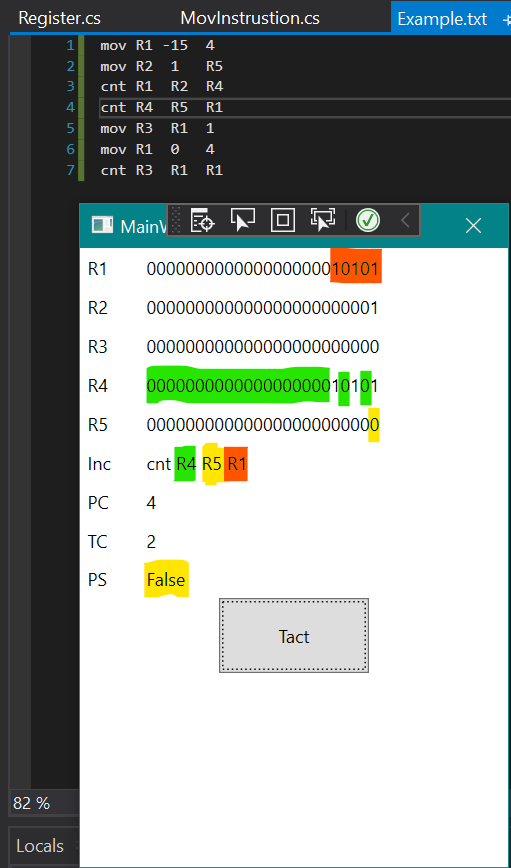 Register.cs MovInstrustion.cs Example.txt
1 mov R1 -15 4
2 mov R2 1 R5
3 cnt R1 R2 R4
4 cnt R4 R5 R1
5 mov R3 R1 1
6 mov R1 0 4
7 cnt R3 R1 R1
MainW
R1 000000000000000000010101
R2 000000000000000000000001
R3 000000000000000000000000
R4 000000000000000000010101
R5 000000000000000000000000
Inc cnt R4 R5 R1
PC 4
TC 2
PS False
Tact
82 %
Locals